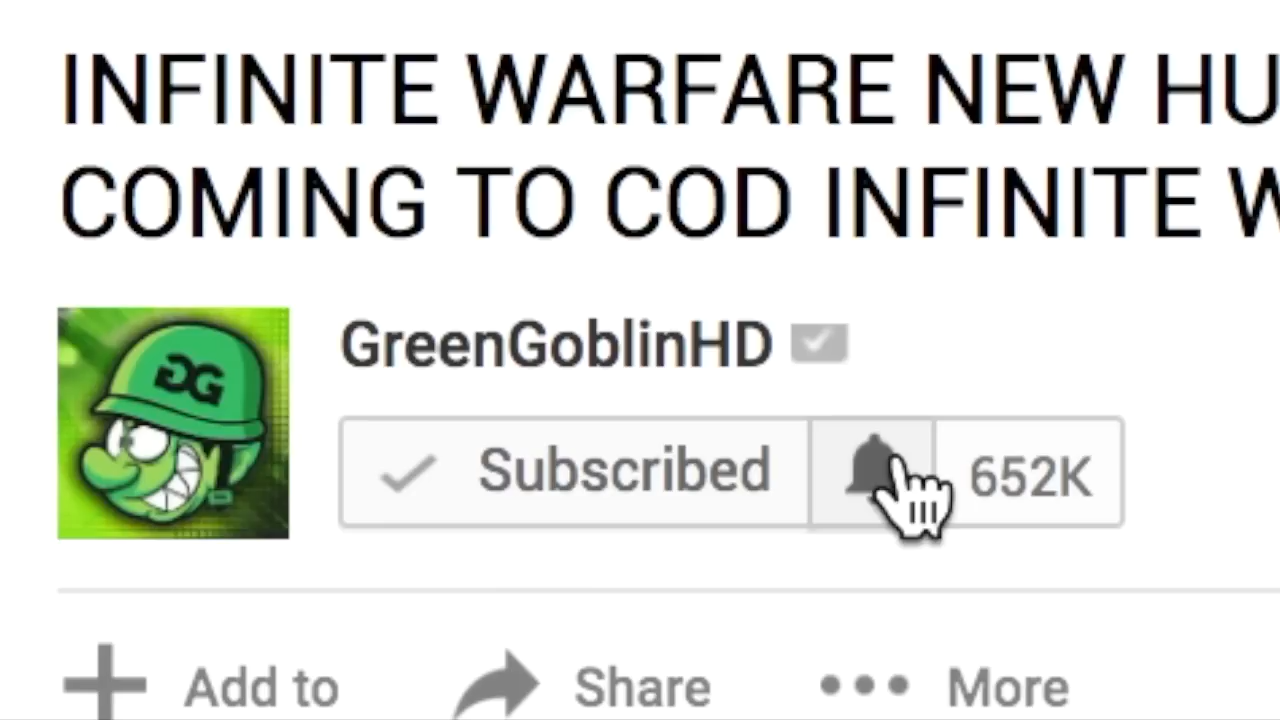 INFINITE WARFARE NEW HU
COMING TO COD INFINITE W
GG
GreenGoblinHD
Subscribed 652K
Add to Share More